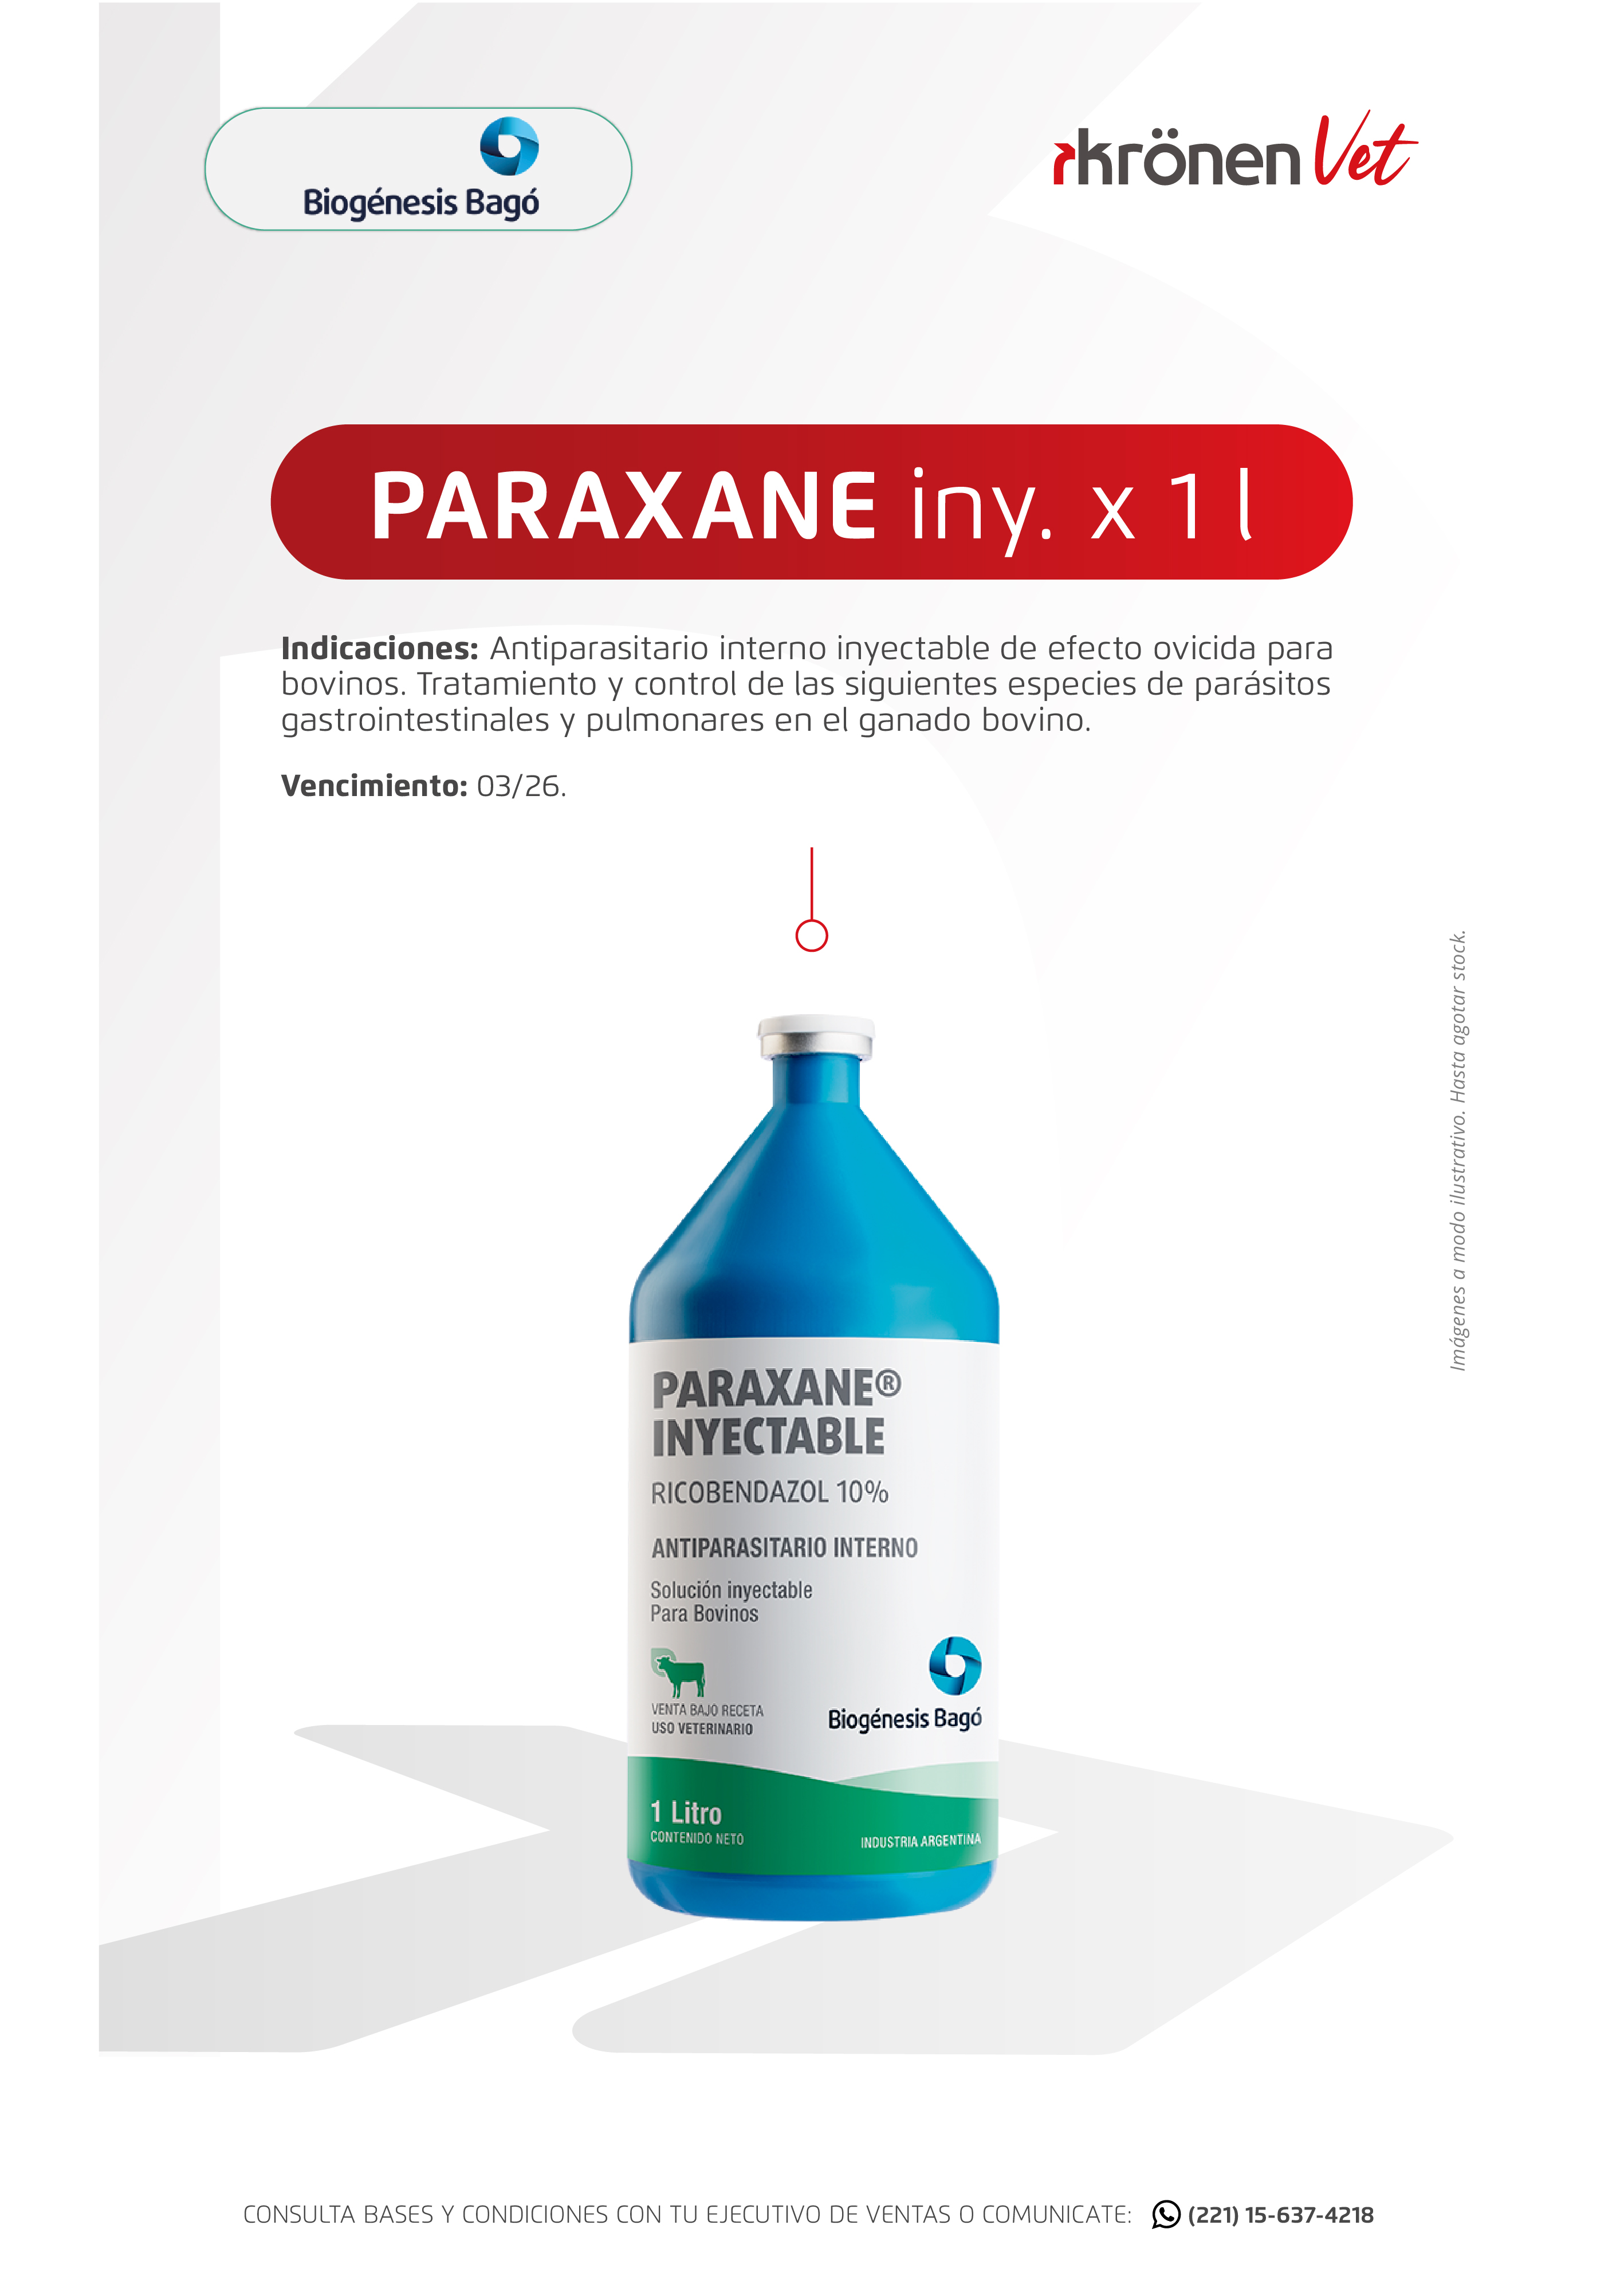 Biogénesis Bagó
krönen Vet
PARAXANE iny. x 1 l
Indicaciones: Antiparasitario interno inyectable de efecto ovicida para
bovinos. Tratamiento y control de las siguientes especies de parásitos
gastrointestinales y pulmonares en el ganado bovino.
Vencimiento: 03/26.
Imágenes a modo ilustrativo. Hasta agotar stock.
PARAXANE®
INYECTABLE
RICOBENDAZOL 10%
ANTIPARASITARIO INTERNO
Solución inyectable
Para Bovinos
VENTA BAJO RECETA
USO VETERINARIO
Biogénesis Bagó
1 Litro
CONTENIDO NETO
INDUSTRIA ARGENTINA
CONSULTA BASES Y CONDICIONES CON TU EJECUTIVO DE VENTAS O COMUNICATE: (221) 15-637-4218